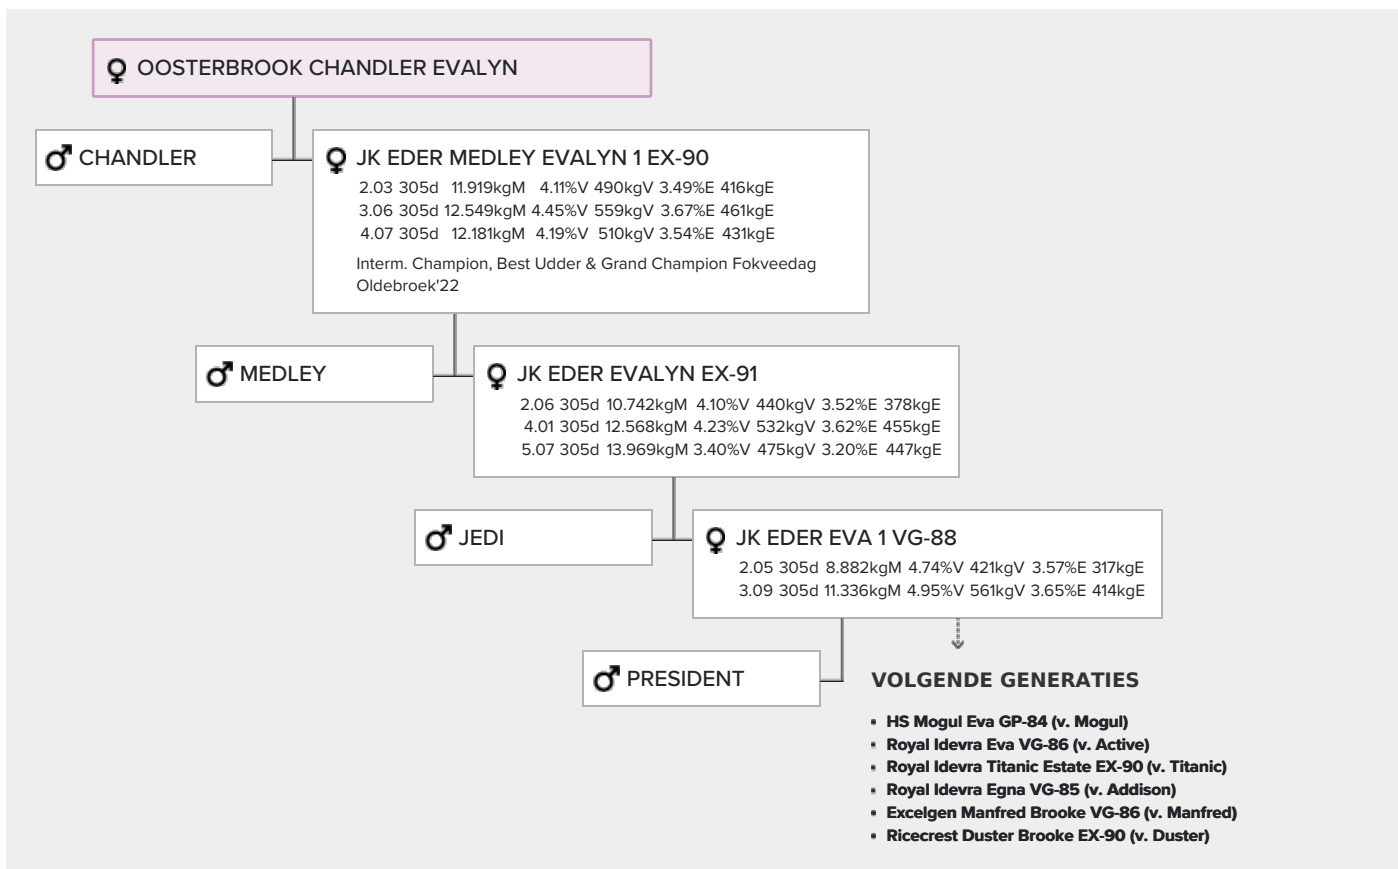 OOSTERBROOK CHANDLER EVALYN
CHANDLER
JK EDER MEDLEY EVALYN 1 EX-90
2.03 305d 11.919kgM 4.11%V 490kgV 3.49%E 416kgE
3.06 305d 12.549kgM 4.45%V 559kgV 3.67%E 461kgE
4.07 305d 12.181kgM 4.19%V 510kgV 3.54%E 431kgE
Interm. Champion, Best Udder & Grand Champion Fokveedag
Oldebroek'22
MEDLEY
JK EDER EVALYN EX-91
2.06 305d 10.742kgM 4.10%V 440kgV 3.52%E 378kgE
4.01 305d 12.568kgM 4.23%V 532kgV 3.62%E 455kgE
5.07 305d 13.969kgM 3.40%V 475kgV 3.20%E 447kgE
JEDI
JK EDER EVA 1 VG-88
2.05 305d 8.882kgM 4.74%V 421kgV 3.57%E 317kgE
3.09 305d 11.336kgM 4.95%V 561kgV 3.65%E 414kgE
PRESIDENT
VOLGENDE GENERATIES
▪ HS Mogul Eva GP-84 (v. Mogul)
▪ Royal Idevra Eva VG-86 (v. Active)
▪ Royal Idevra Titanic Estate EX-90 (v. Titanic)
▪ Royal Idevra Egna VG-85 (v. Addison)
▪ Excelgen Manfred Brooke VG-86 (v. Manfred)
▪ Ricecrest Duster Brooke EX-90 (v. Duster)